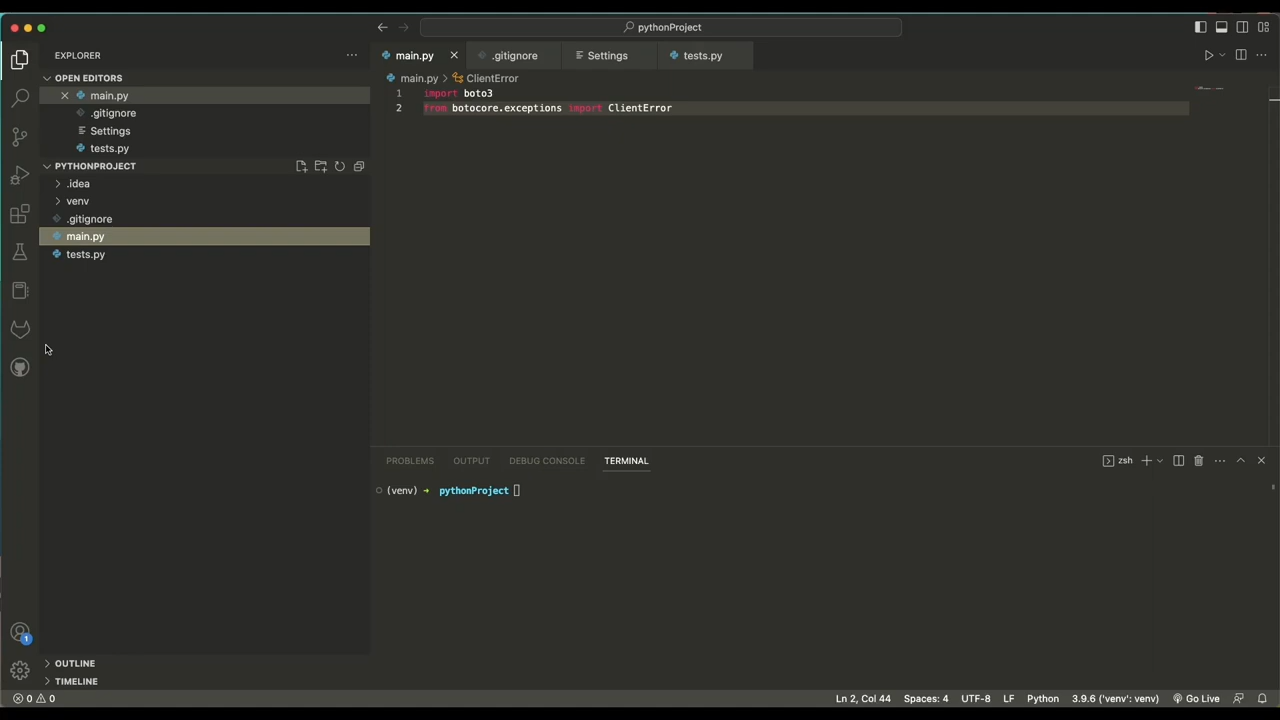 pythonProject
EXPLORER
OPEN EDITORS
main.py
.gitignore
Settings
tests.py
PYTHONPROJECT
.idea
venv
.gitignore
main.py
tests.py
OUTLINE
TIMELINE
main.py .gitignore Settings tests.py
main.py > ClientError
1 import boto3
2 from botocore.exceptions import ClientError
PROBLEMS OUTPUT DEBUG CONSOLE TERMINAL zsh
(venv) → pythonProject
1
0 0 Ln 2, Col 44 Spaces: 4 UTF-8 LF Python 3.9.6 ('venv': venv) Go Live